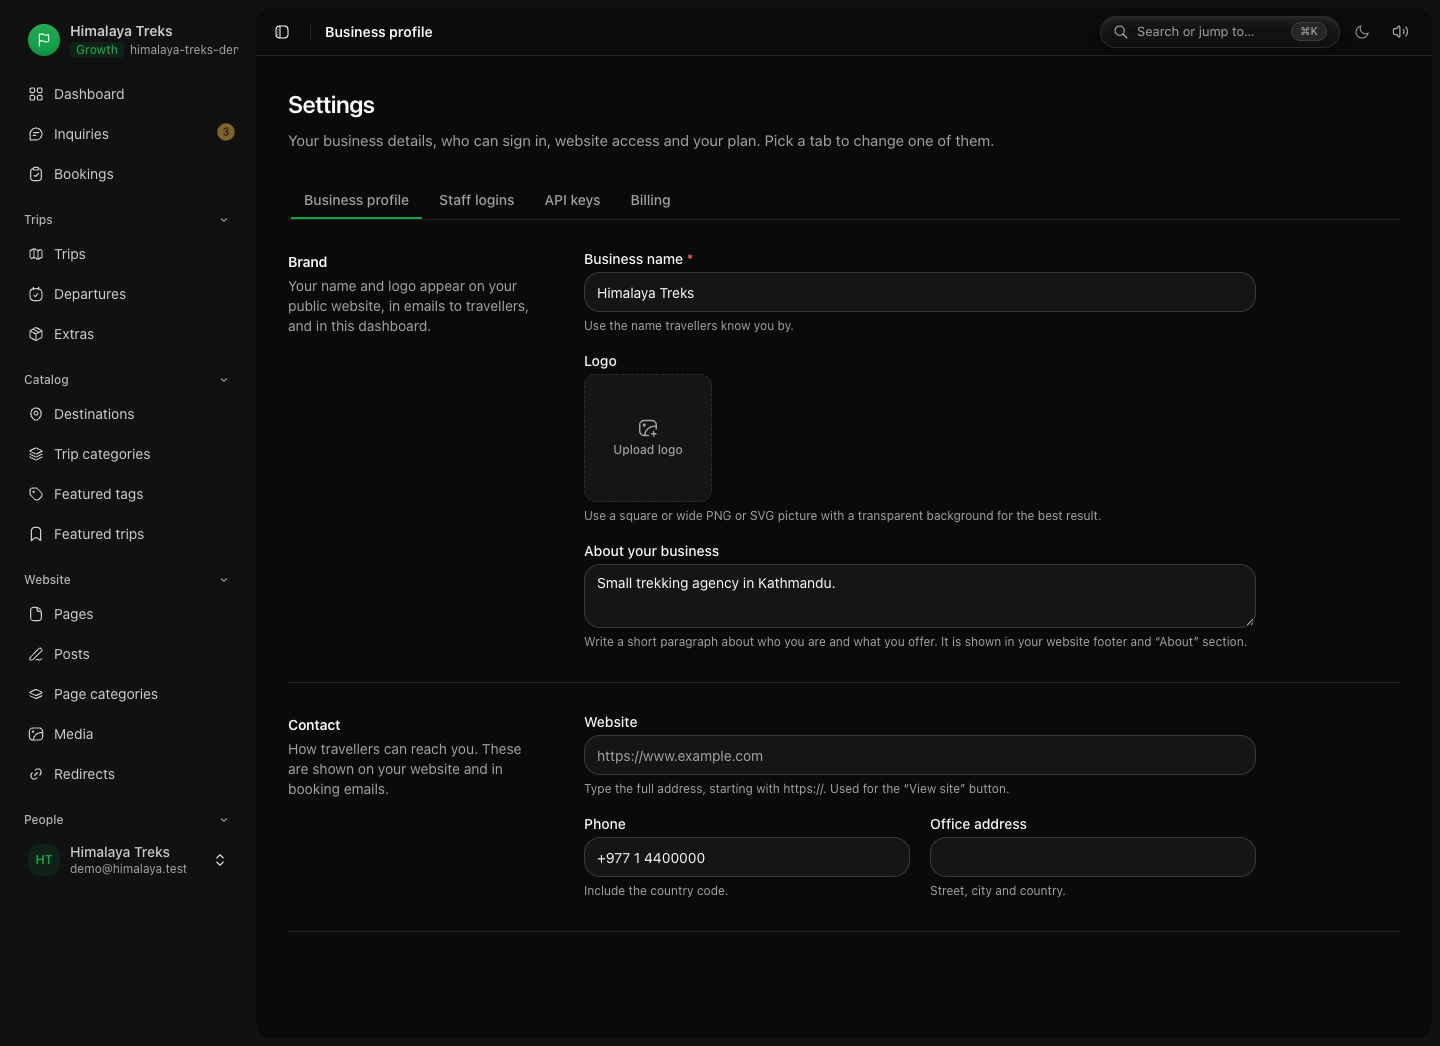 Himalaya Treks
Growth himalaya-treks-der
Dashboard
Inquiries 3
Bookings
Trips
Trips
Departures
Extras
Catalog
Destinations
Trip categories
Featured tags
Featured trips
Website
Pages
Posts
Page categories
Media
Redirects
People
HT
Himalaya Treks
demo@himalaya.test
Business profile
Search or jump to... ⌘K
Settings
Your business details, who can sign in, website access and your plan. Pick a tab to change one of them.
Business profile Staff logins API keys Billing
Brand
Your name and logo appear on your
public website, in emails to travellers,
and in this dashboard.
Business name *
Himalaya Treks
Use the name travellers know you by.
Logo
Upload logo
Use a square or wide PNG or SVG picture with a transparent background for the best result.
About your business
Small trekking agency in Kathmandu.
Write a short paragraph about who you are and what you offer. It is shown in your website footer and “About” section.
Contact
How travellers can reach you. These
are shown on your website and in
booking emails.
Website
https://www.example.com
Type the full address, starting with https://. Used for the “View site” button.
Phone
+977 1 4400000
Include the country code.
Office address
Street, city and country.